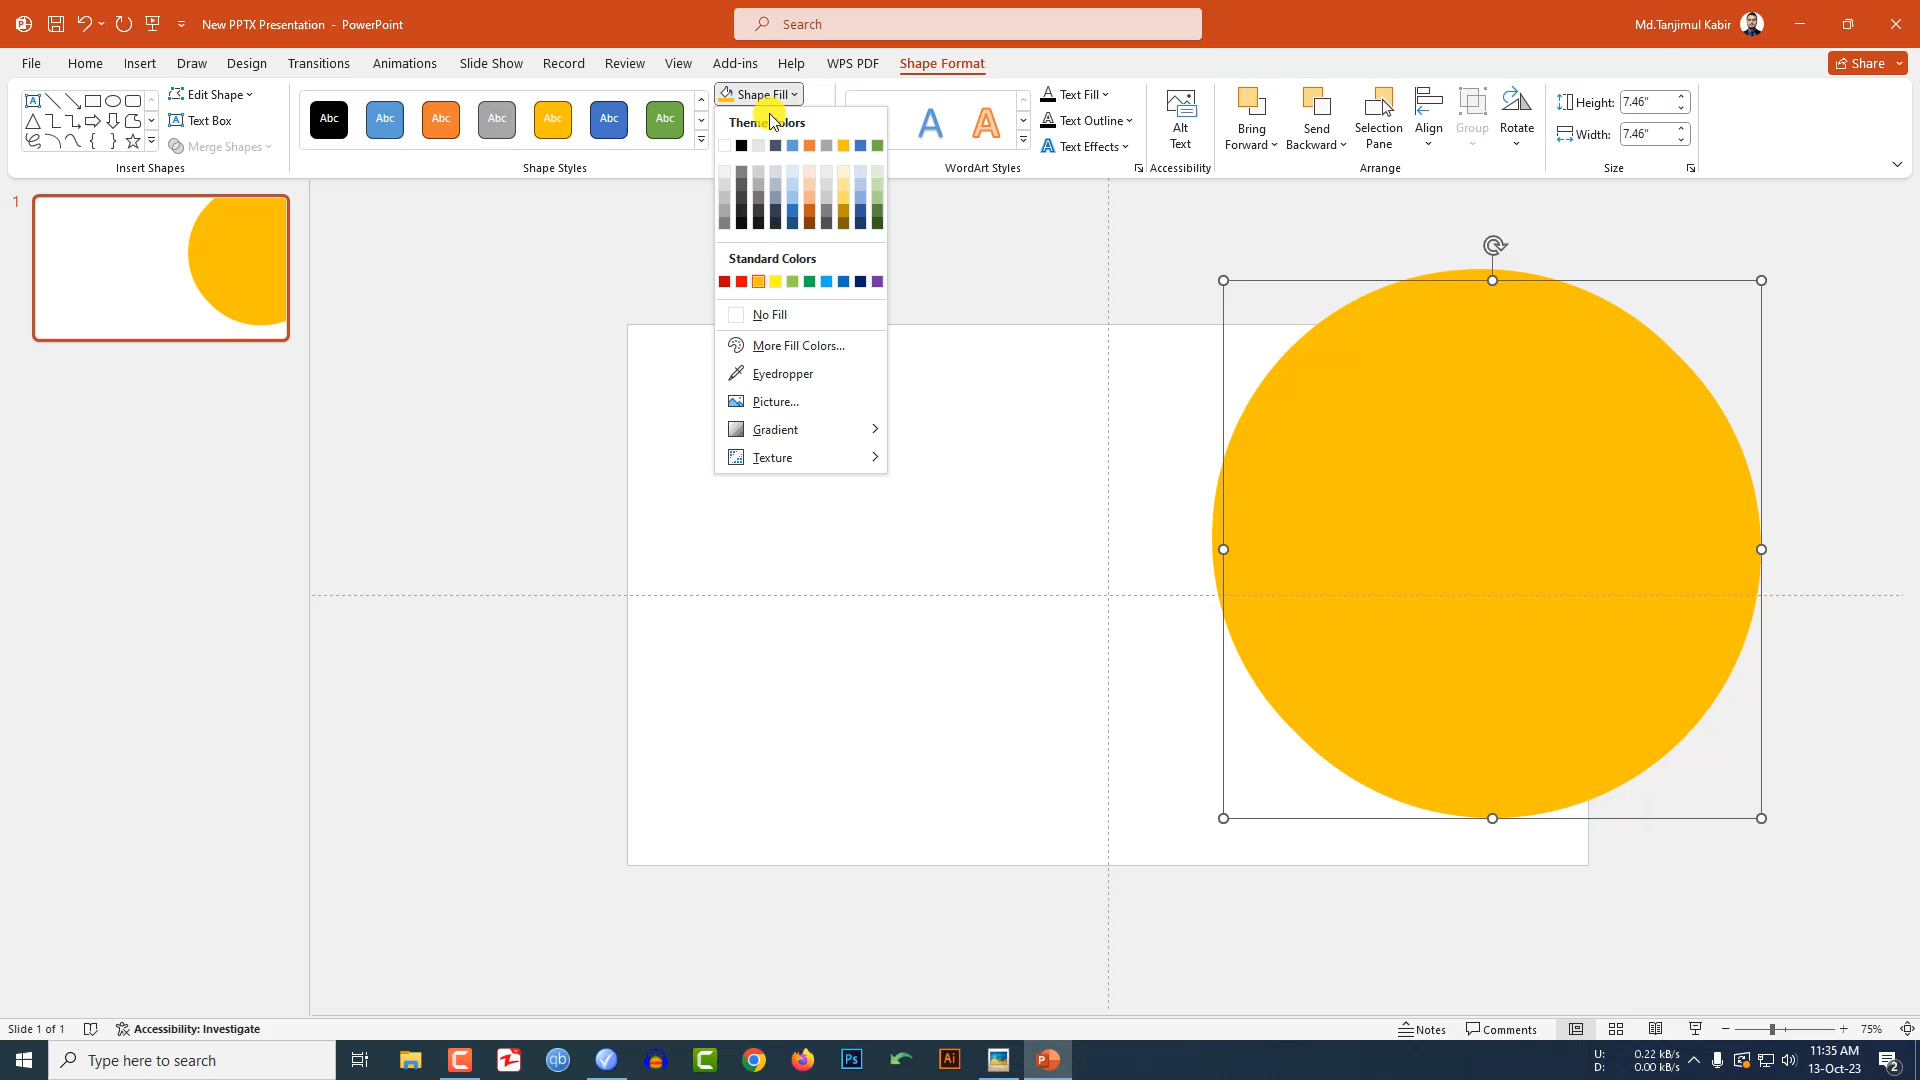 New PPTX Presentation - PowerPoint
Search
Md.Tanjimul Kabir
File Home Insert Draw Design Transitions Animations Slide Show Record Review View Add-ins Help WPS PDF Shape Format
Share
Edit Shape
Text Box
Merge Shapes
Insert Shapes
Abc Abc Abc Abc Abc Abc Abc
Shape Styles
Shape Fill
Theme Colors
Standard Colors
No Fill
More Fill Colors...
Eyedropper
Picture...
Gradient
Texture
A A
Text Fill
Text Outline
Text Effects
WordArt Styles
Alt Text
Accessibility
Bring Forward
Send Backward
Selection Pane
Align
Group
Rotate
Arrange
Height: 7.46"
Width: 7.46"
Size
1
Slide 1 of 1
Accessibility: Investigate
Notes
Comments
75%
Type here to search
qb
Ps
Ai
U: 0.22 kB/s
D: 0.00 kB/s
11:35 AM
13-Oct-23
2